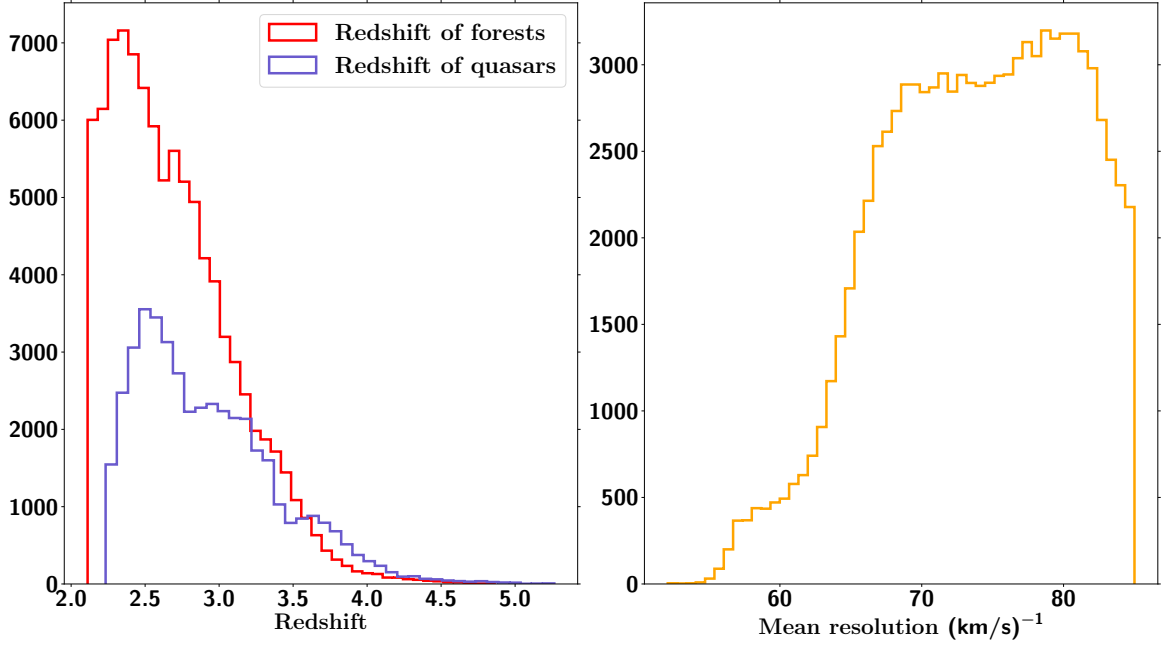 7000
6000
5000
4000
3000
2000
1000
0
2.0 2.5 3.0 3.5 4.0 4.5 5.0
Redshift
Redshift of forests
Redshift of quasars
3000
2500
2000
1500
1000
500
0
60 70 80
Mean resolution (km/s)⁻¹